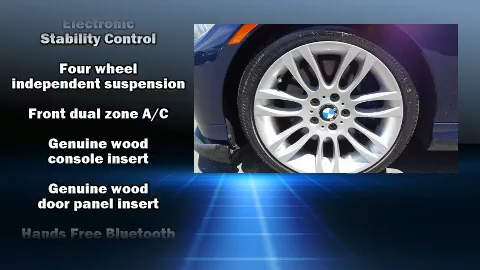 Electronic
Stability Control
Four wheel
independent suspension
Front dual zone A/C
Genuine wood
console insert
Genuine wood
door panel insert
Hands Free Bluetooth